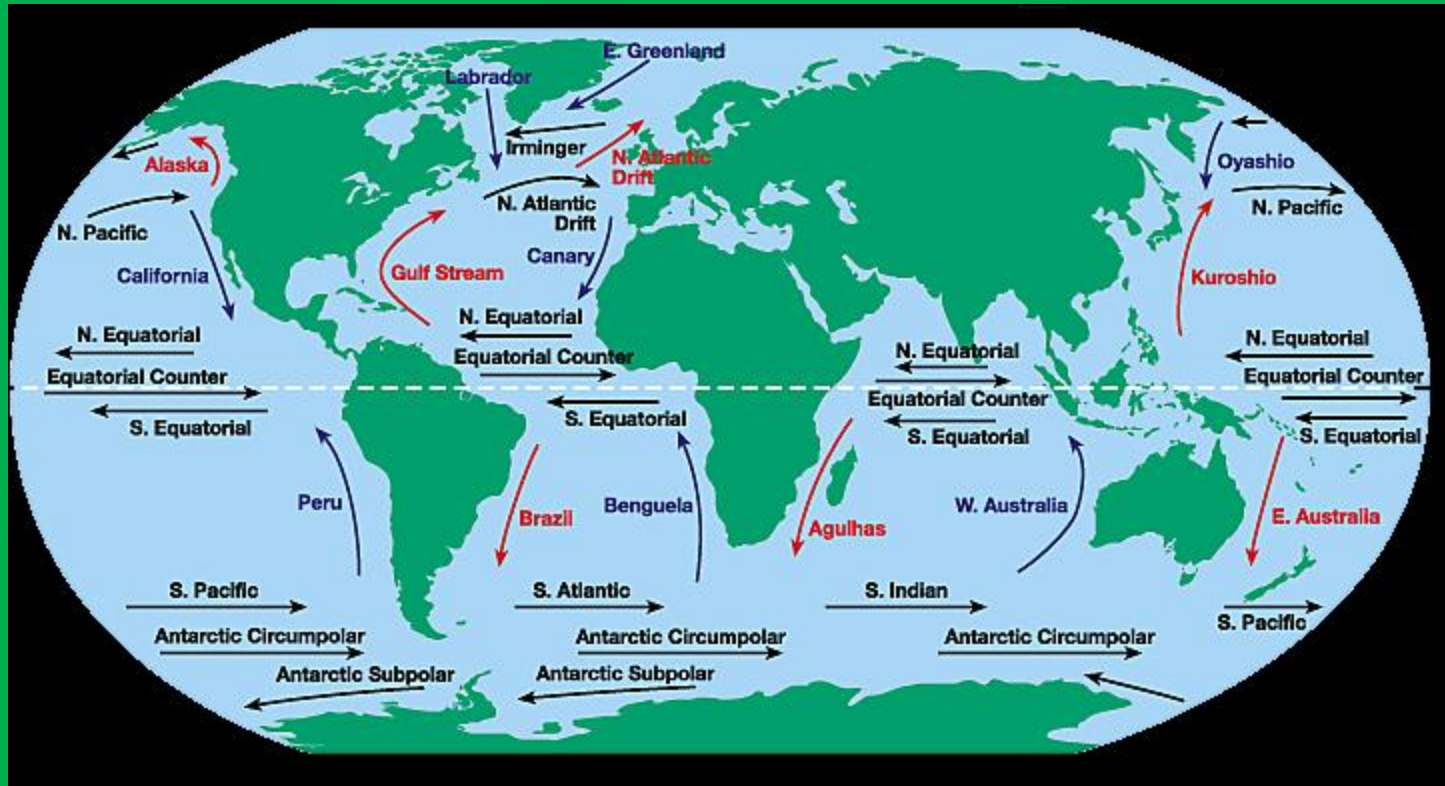 E. Greenland
Labrador
Irminger
Alaska
N. Atlantic
Drift
Oyashio
N. Pacific
N. Atlantic
Drift
N. Pacific
Canary
California
Gulf Stream
Kuroshio
N. Equatorial
N. Equatorial
N. Equatorial
N. Equatorial
Equatorial Counter
Equatorial Counter
Equatorial Counter
Equatorial Counter
S. Equatorial
S. Equatorial
S. Equatorial
S. Equatorial
Peru
Brazil
Benguela
Agulhas
W. Australia
E. Australia
S. Pacific
S. Atlantic
S. Indian
S. Pacific
Antarctic Circumpolar
Antarctic Circumpolar
Antarctic Circumpolar
Antarctic Subpolar
Antarctic Subpolar